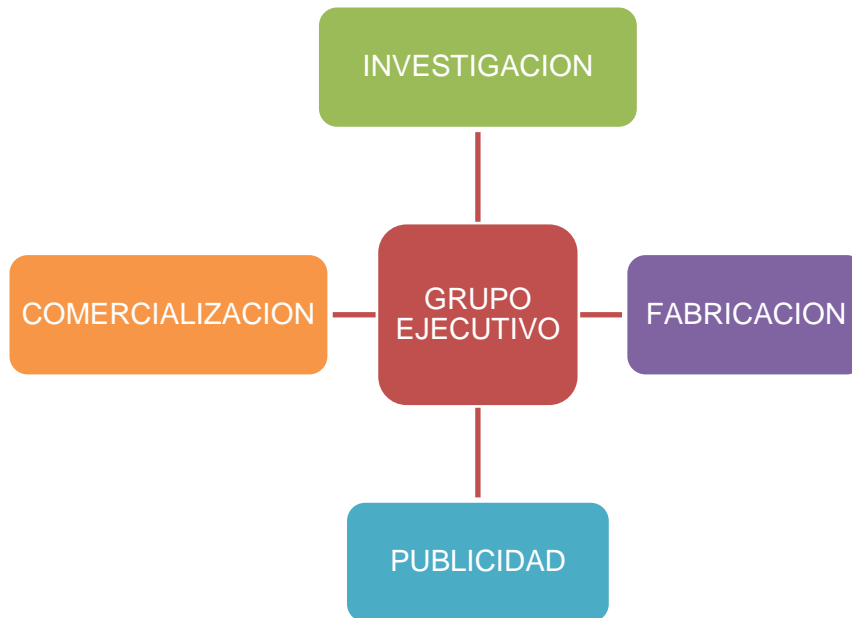 INVESTIGACION
COMERCIALIZACION
GRUPO
EJECUTIVO
FABRICACION
PUBLICIDAD